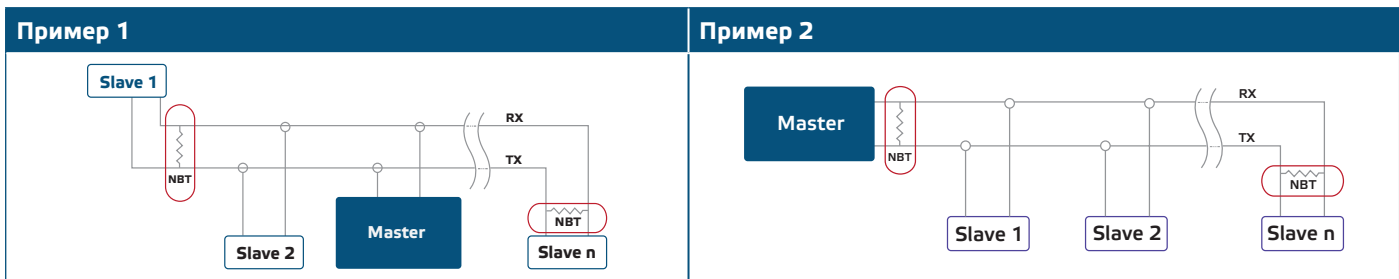 Пример 1
Slave 1
RX
TX
NBT
NBT
Master
Slave 2
Slave n
Пример 2
RX
Master
TX
NBT
NBT
Slave 1
Slave 2
Slave n